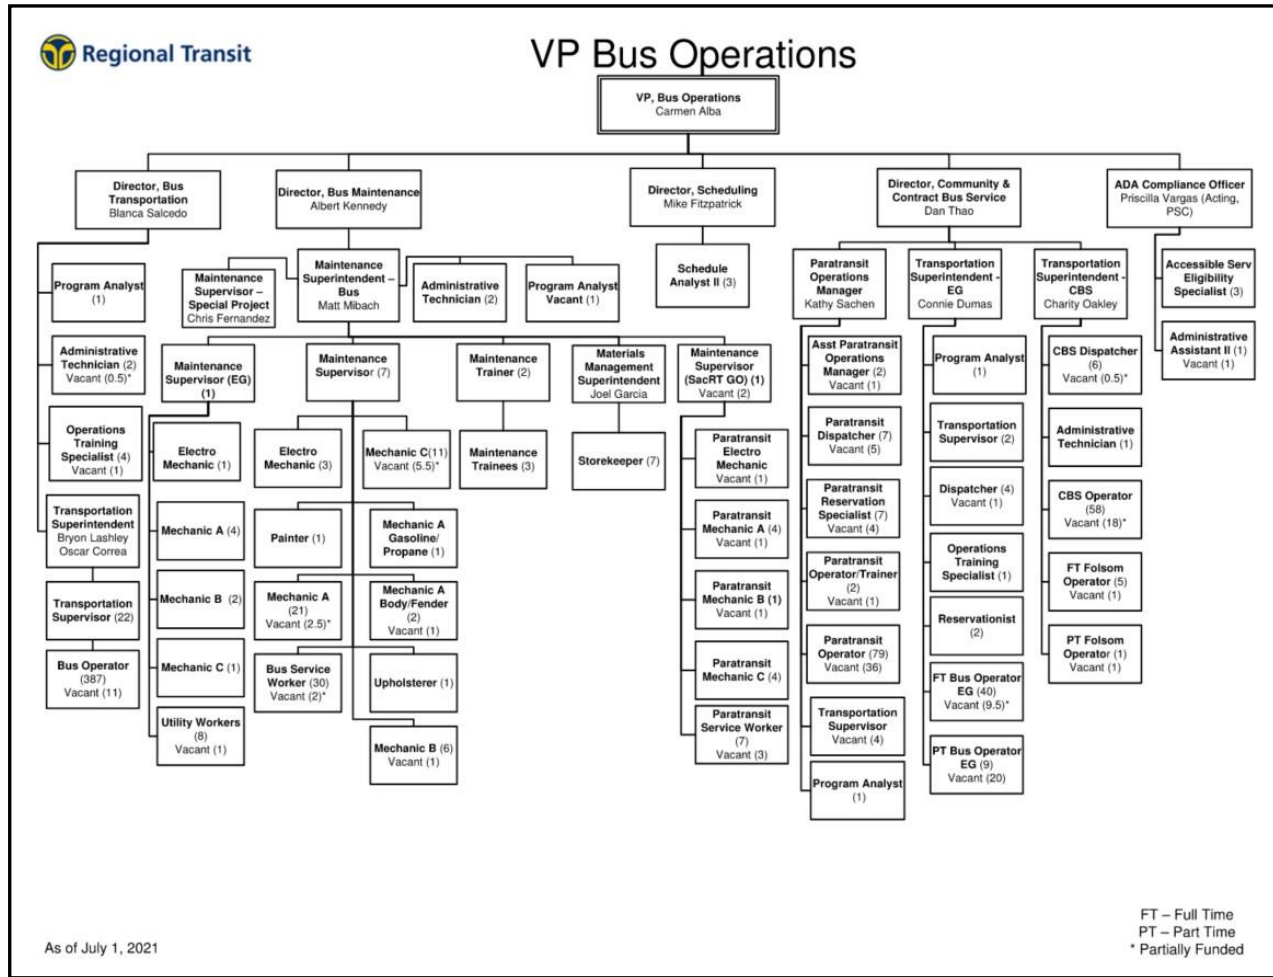 Regional Transit
VP Bus Operations
VP, Bus Operations
Carmen Alba
Director, Bus
Transportation
Blanca Salcedo
Director, Bus Maintenance
Albert Kennedy
Director, Scheduling
Mike Fitzpatrick
Director, Community &
Contract Bus Service
Dan Thao
ADA Compliance Officer
Priscilla Vargas (Acting,
PSC)
Program Analyst
(1)
Administrative
Technician (2)
Vacant (0.5)*
Operations
Training
Specialist (4)
Vacant (1)
Transportation
Superintendent
Bryon Lashley
Oscar Correa
Transportation
Supervisor (22)
Bus Operator
(387)
Vacant (11)
Maintenance
Supervisor –
Special Project
Chris Fernandez
Maintenance
Superintendent –
Bus
Matt Mibach
Administrative
Technician (2)
Program Analyst
Vacant (1)
Maintenance
Supervisor (EG)
(1)
Electro
Mechanic (1)
Mechanic A (4)
Mechanic B (2)
Mechanic C (1)
Utility Workers
(8)
Vacant (1)
Maintenance
Supervisor (7)
Electro
Mechanic (3)
Mechanic C(11)
Vacant (5.5)*
Painter (1)
Mechanic A
Gasoline/
Propane (1)
Mechanic A
(21)
Vacant (2.5)*
Mechanic A
Body/Fender
(2)
Vacant (1)
Bus Service
Worker (30)
Vacant (2)*
Upholsterer (1)
Mechanic B (6)
Vacant (1)
Maintenance
Trainer (2)
Maintenance
Trainees (3)
Materials
Management
Superintendent
Joel Garcia
Storekeeper (7)
Maintenance
Supervisor
(SacRT GO) (1)
Vacant (2)
Paratransit
Electro
Mechanic
Vacant (1)
Paratransit
Mechanic A (4)
Vacant (1)
Paratransit
Mechanic B (1)
Vacant (1)
Paratransit
Mechanic C (4)
Paratransit
Service Worker
(7)
Vacant (3)
Schedule
Analyst II (3)
Paratransit
Operations
Manager
Kathy Sachen
Asst Paratransit
Operations
Manager (2)
Vacant (1)
Paratransit
Dispatcher (7)
Vacant (5)
Paratransit
Reservation
Specialist (7)
Vacant (4)
Paratransit
Operator/Trainer
(2)
Vacant (1)
Paratransit
Operator (79)
Vacant (36)
Transportation
Supervisor
Vacant (4)
Program Analyst
(1)
Transportation
Superintendent -
EG
Connie Dumas
Program Analyst
(1)
Transportation
Supervisor (2)
Dispatcher (4)
Vacant (1)
Operations
Training
Specialist (1)
Reservationist
(2)
FT Bus Operator
EG (40)
Vacant (9.5)*
PT Bus Operator
EG (9)
Vacant (20)
Transportation
Superintendent -
CBS
Charity Oakley
CBS Dispatcher
(6)
Vacant (0.5)*
Administrative
Technician (1)
CBS Operator
(58)
Vacant (18)*
FT Folsom
Operator (5)
Vacant (1)
PT Folsom
Operator (1)
Vacant (1)
Accessible Serv
Eligibility
Specialist (3)
Administrative
Assistant II (1)
Vacant (1)
As of July 1, 2021
FT – Full Time
PT – Part Time
* Partially Funded